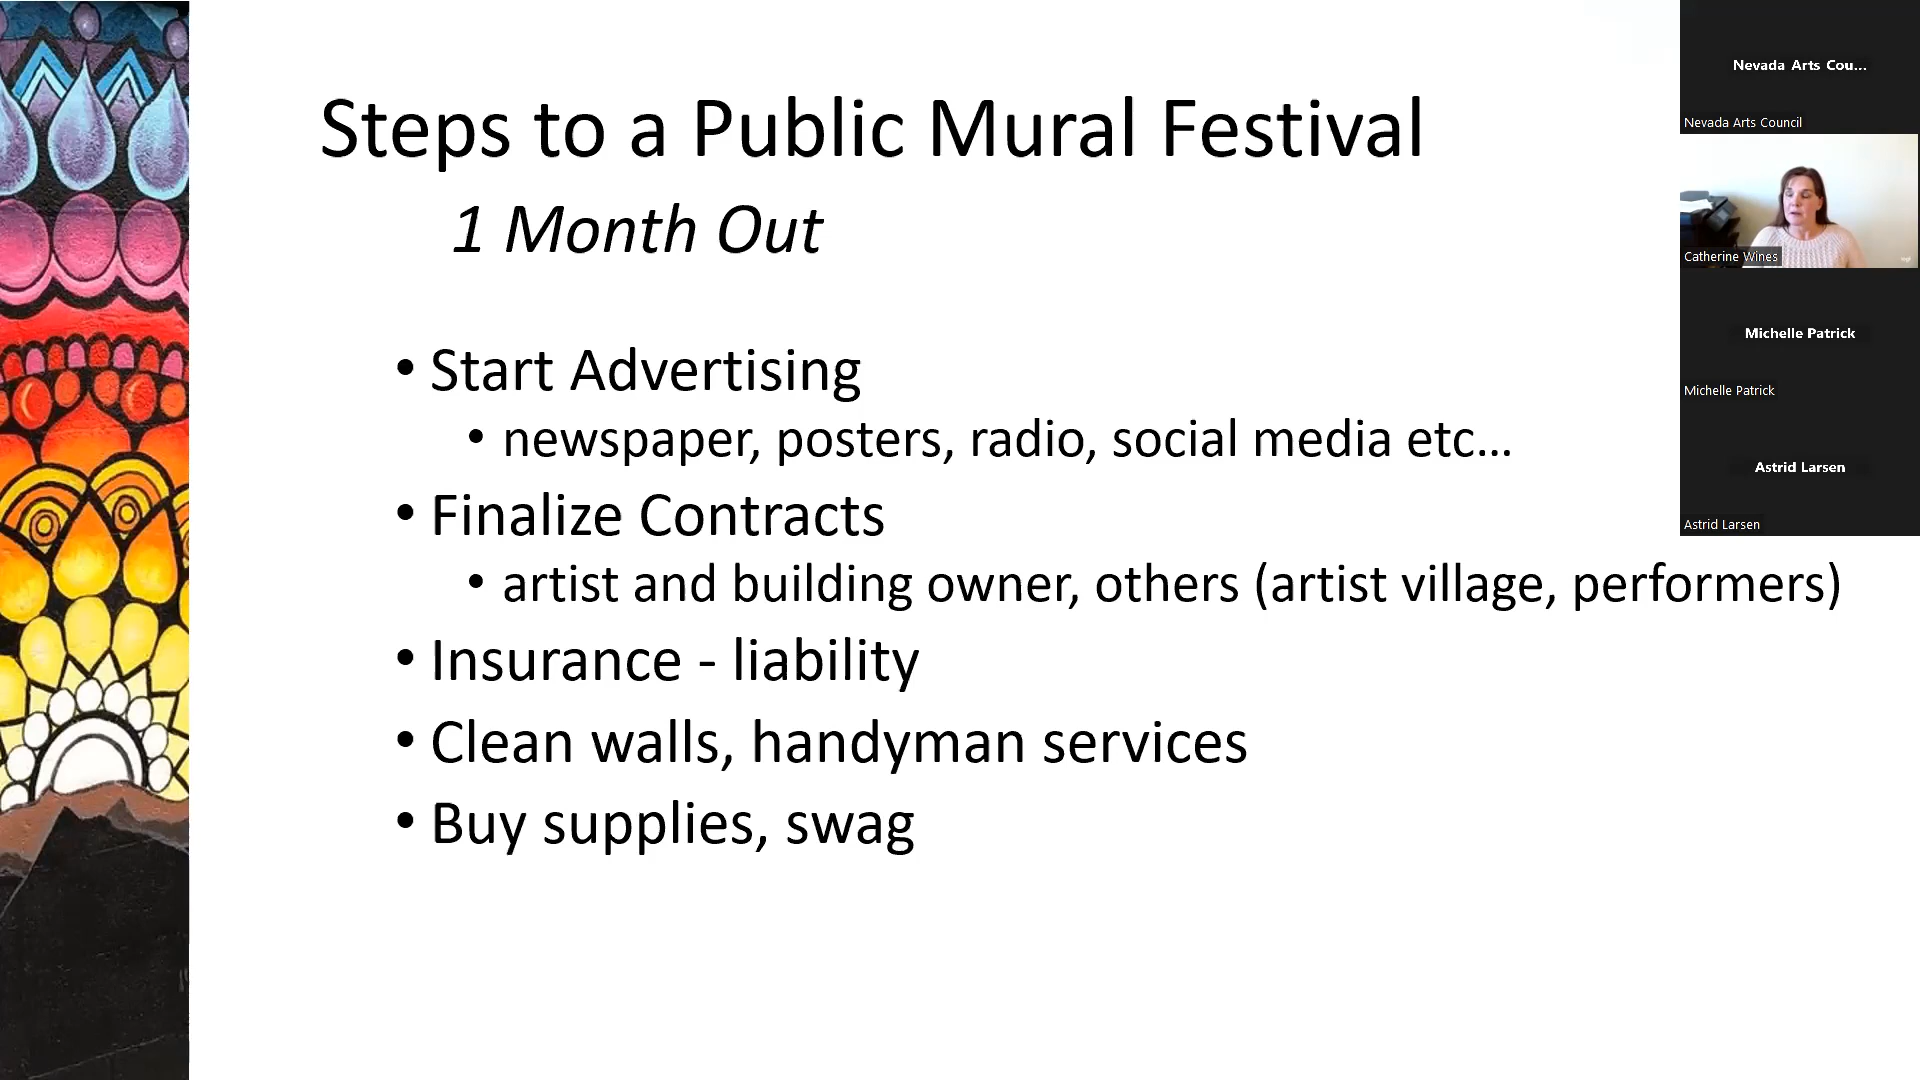 Steps to a Public Mural Festival
1 Month Out
• Start Advertising
• newspaper, posters, radio, social media etc...
• Finalize Contracts
• artist and building owner, others (artist village, performers)
• Insurance - liability
• Clean walls, handyman services
• Buy supplies, swag
Nevada Arts Cou...
Nevada Arts Council
Catherine Wines
Michelle Patrick
Michelle Patrick
Astrid Larsen
Astrid Larsen